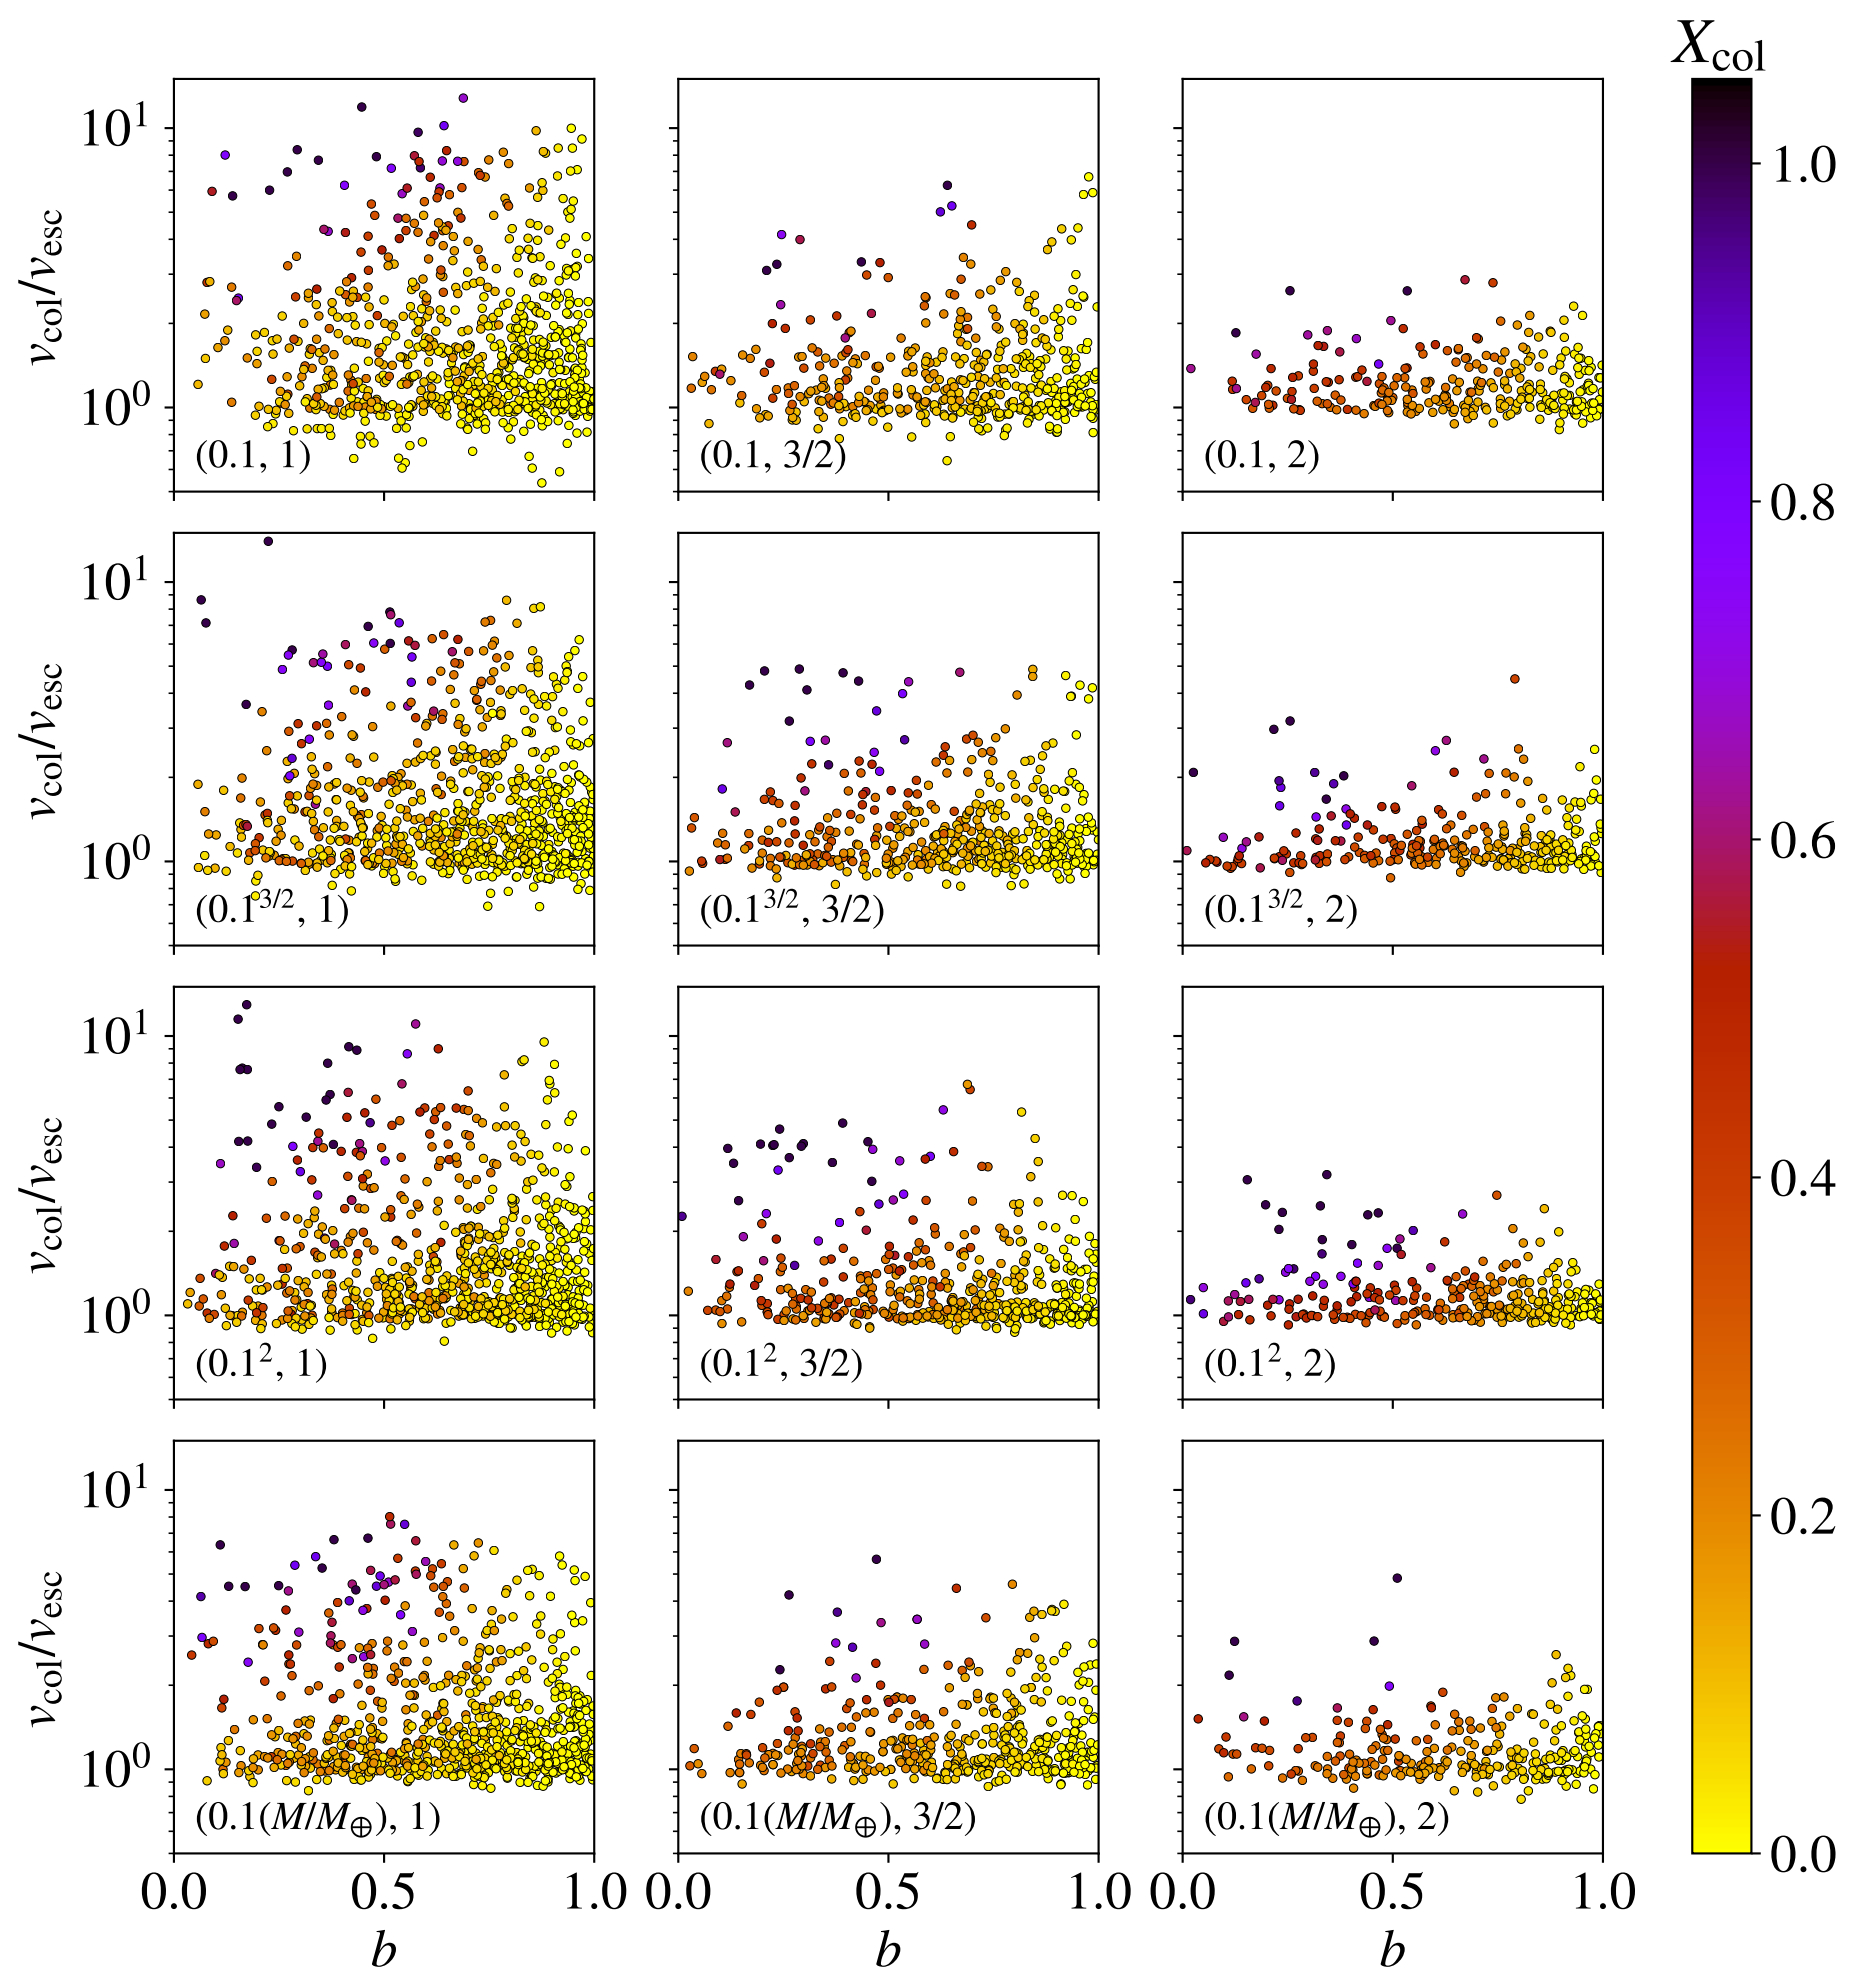 X_col
v_col/v_esc
10^1
10^0
(0.1, 1)
(0.1, 3/2)
(0.1, 2)
v_col/v_esc
10^1
10^0
(0.1^3/2, 1)
(0.1^3/2, 3/2)
(0.1^3/2, 2)
v_col/v_esc
10^1
10^0
(0.1^2, 1)
(0.1^2, 3/2)
(0.1^2, 2)
v_col/v_esc
10^1
10^0
(0.1(M/M_⊕), 1)
(0.1(M/M_⊕), 3/2)
(0.1(M/M_⊕), 2)
0.0 0.5 1.0
0.0 0.5 1.0
0.0 0.5 1.0
b
b
b
1.0
0.8
0.6
0.4
0.2
0.0